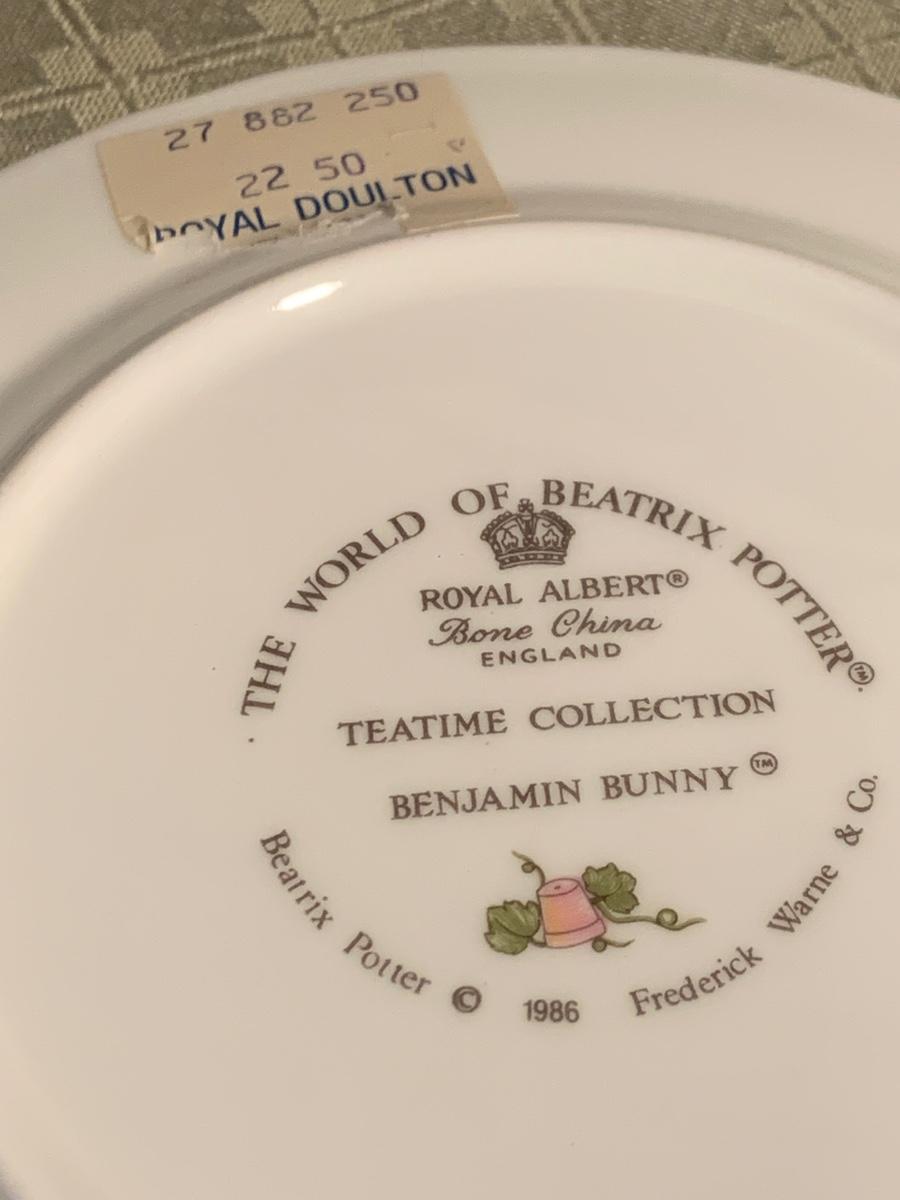 27 882 250
22 50
ROYAL DOULTON
· THE WORLD OF BEATRIX POTTER™·
ROYAL ALBERT®
Bone China
ENGLAND
TEATIME COLLECTION
BENJAMIN BUNNY™
Beatrix Potter © 1986 Frederick Warne & Co.